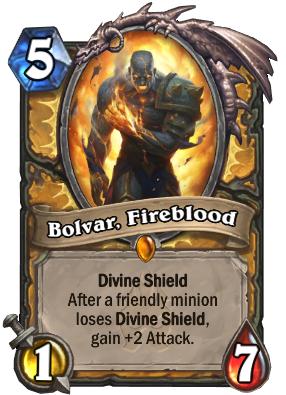 5
Bolvar, Fireblood
Divine Shield
After a friendly minion
loses Divine Shield,
gain +2 Attack.
1
7